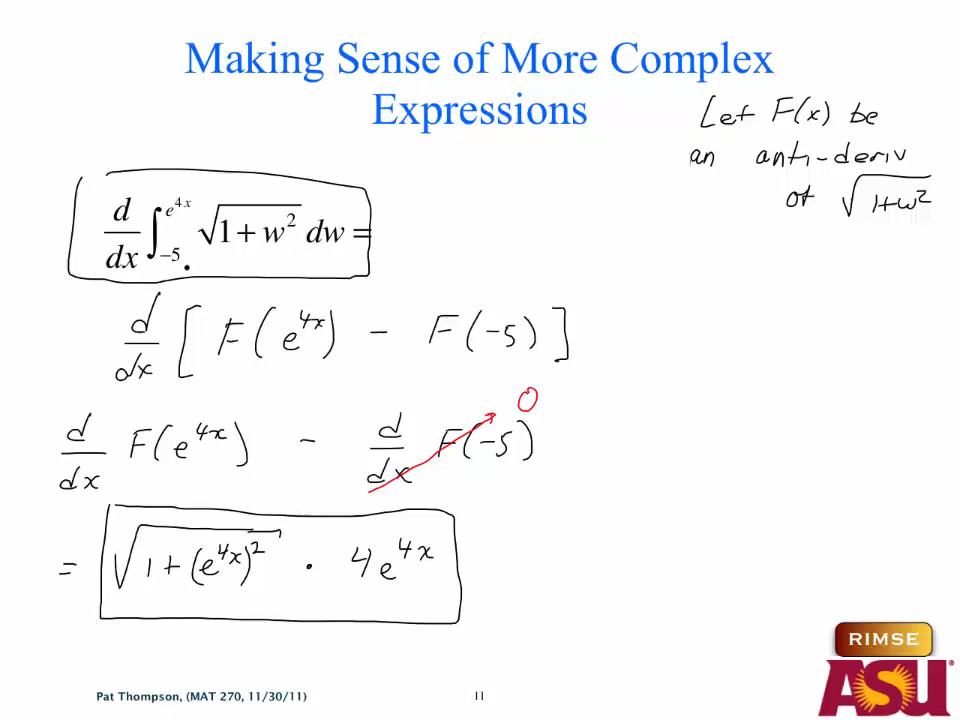 Making Sense of More Complex
Expressions
Let F(x) be
an anti-deriv
of √(1+w²)
d/dx ∫_{-5}^{e^{4x}} √(1 + w²) dw =
d/dx [ F(e^{4x}) - F(-5) ]
0
d/dx F(e^{4x}) - d/dx F(-5)
= √(1+(e^{4x})²) · 4e^{4x}
RIMSE
ASU
Pat Thompson, (MAT 270, 11/30/11)
11